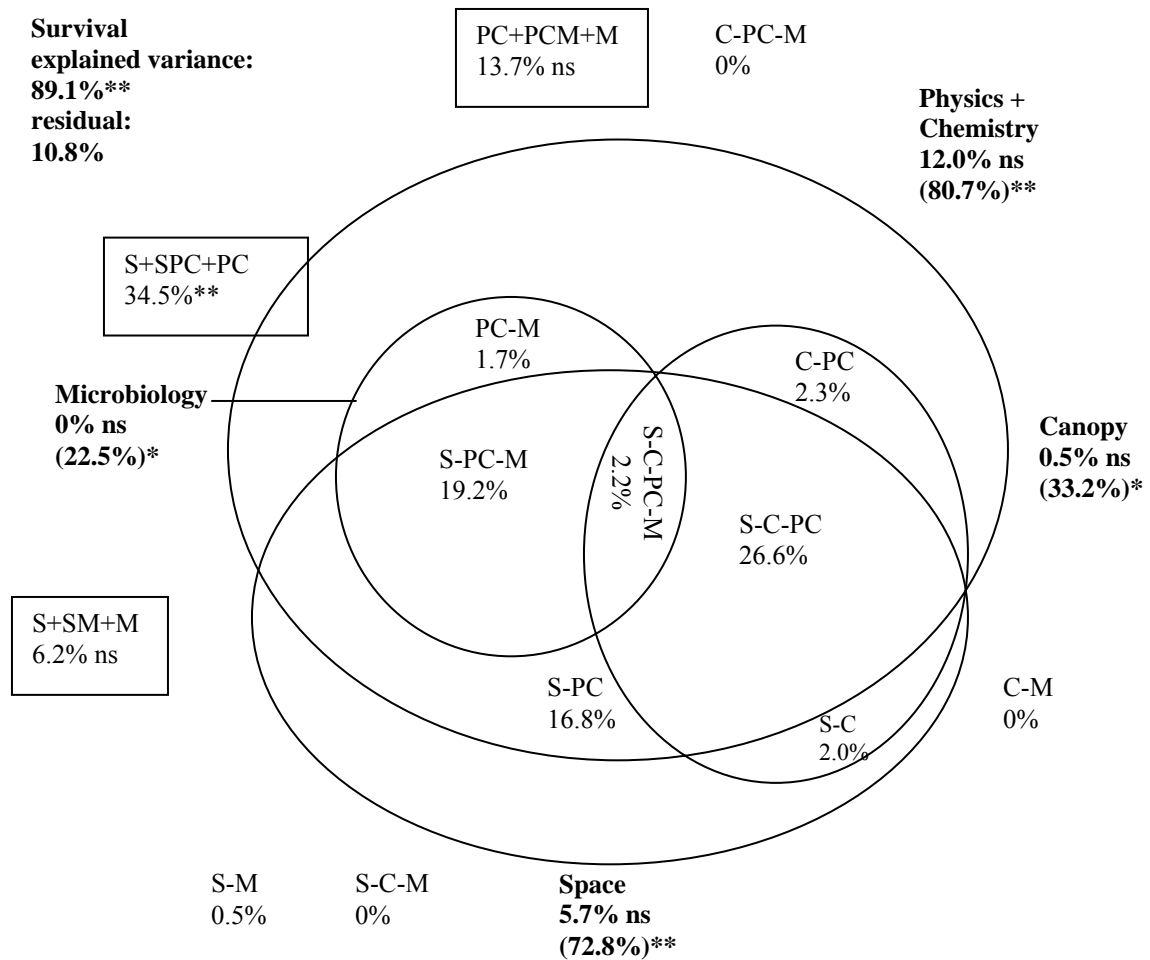 Survival
explained variance:
89.1%**
residual:
10.8%
PC+PCM+M
13.7% ns
C-PC-M
0%
Physics +
Chemistry
12.0% ns
(80.7%)**
S+SPC+PC
34.5%**
PC-M
1.7%
C-PC
2.3%
Microbiology
0% ns
(22.5%)*
S-PC-M
19.2%
S-C-PC-M
2.2%
S-C-PC
26.6%
Canopy
0.5% ns
(33.2%)*
S+SM+M
6.2% ns
S-PC
16.8%
S-C
2.0%
C-M
0%
S-M
0.5%
S-C-M
0%
Space
5.7% ns
(72.8%)**